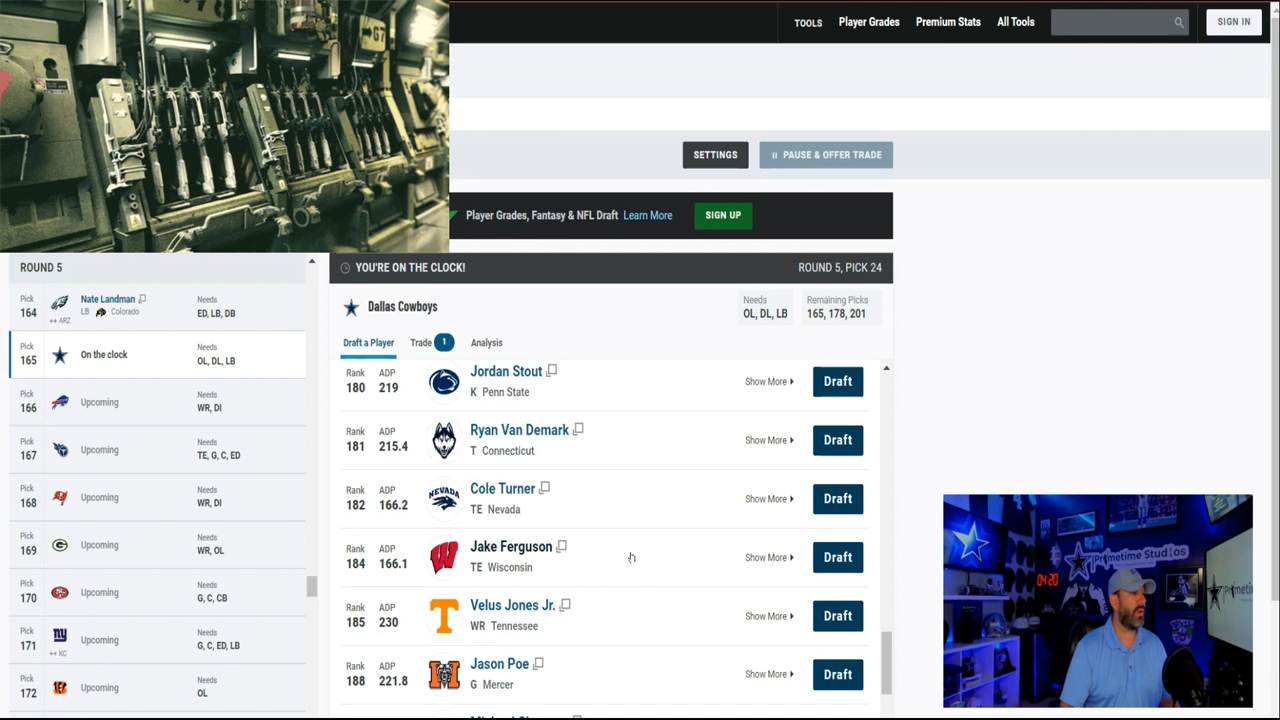 TOOLS
Player Grades
Premium Stats
All Tools
SIGN IN
SETTINGS
PAUSE & OFFER TRADE
Player Grades, Fantasy & NFL Draft Learn More
SIGN UP
ROUND 5
Pick 164
Nate Landman
LB Colorado
↔ ARZ
Needs
ED, LB, DB
Pick 165
On the clock
Needs
OL, DL, LB
Pick 166
Upcoming
Needs
WR, DI
Pick 167
Upcoming
Needs
TE, G, C, ED
Pick 168
Upcoming
Needs
WR, DI
Pick 169
Upcoming
Needs
WR, OL
Pick 170
Upcoming
Needs
G, C, CB
Pick 171
Upcoming
↔ KC
Needs
G, C, ED, LB
Pick 172
Upcoming
Needs
OL
YOU'RE ON THE CLOCK!
ROUND 5, PICK 24
Dallas Cowboys
Needs
OL, DL, LB
Remaining Picks
165, 178, 201
Draft a Player
Trade 1
Analysis
Rank 180
ADP 219
Jordan Stout
K Penn State
Show More
Draft
Rank 181
ADP 215.4
Ryan Van Demark
T Connecticut
Show More
Draft
Rank 182
ADP 166.2
NEVADA
Cole Turner
TE Nevada
Show More
Draft
Rank 184
ADP 166.1
Jake Ferguson
TE Wisconsin
Show More
Draft
Rank 185
ADP 230
Velus Jones Jr.
WR Tennessee
Show More
Draft
Rank 188
ADP 221.8
Jason Poe
G Mercer
Show More
Draft
Primetime Studios
04:20